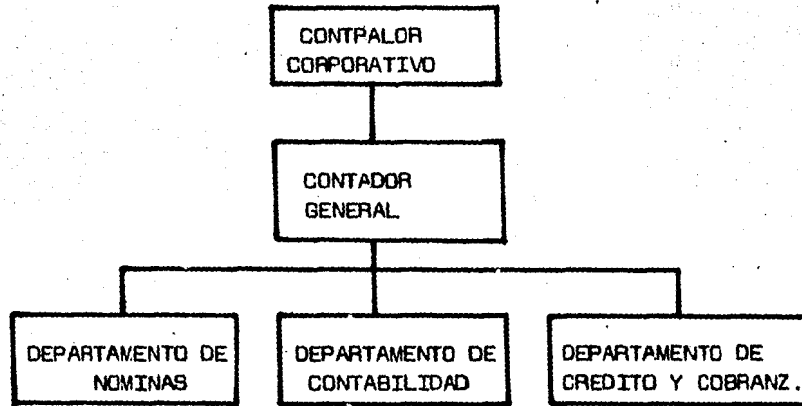 CONTPALOR
CORPORATIVO
CONTADOR
GENERAL
DEPARTAMENTO DE
NOMINAS
DEPARTAMENTO DE
CONTABILIDAD
DEPARTAMENTO DE
CREDITO Y COBRANZ.